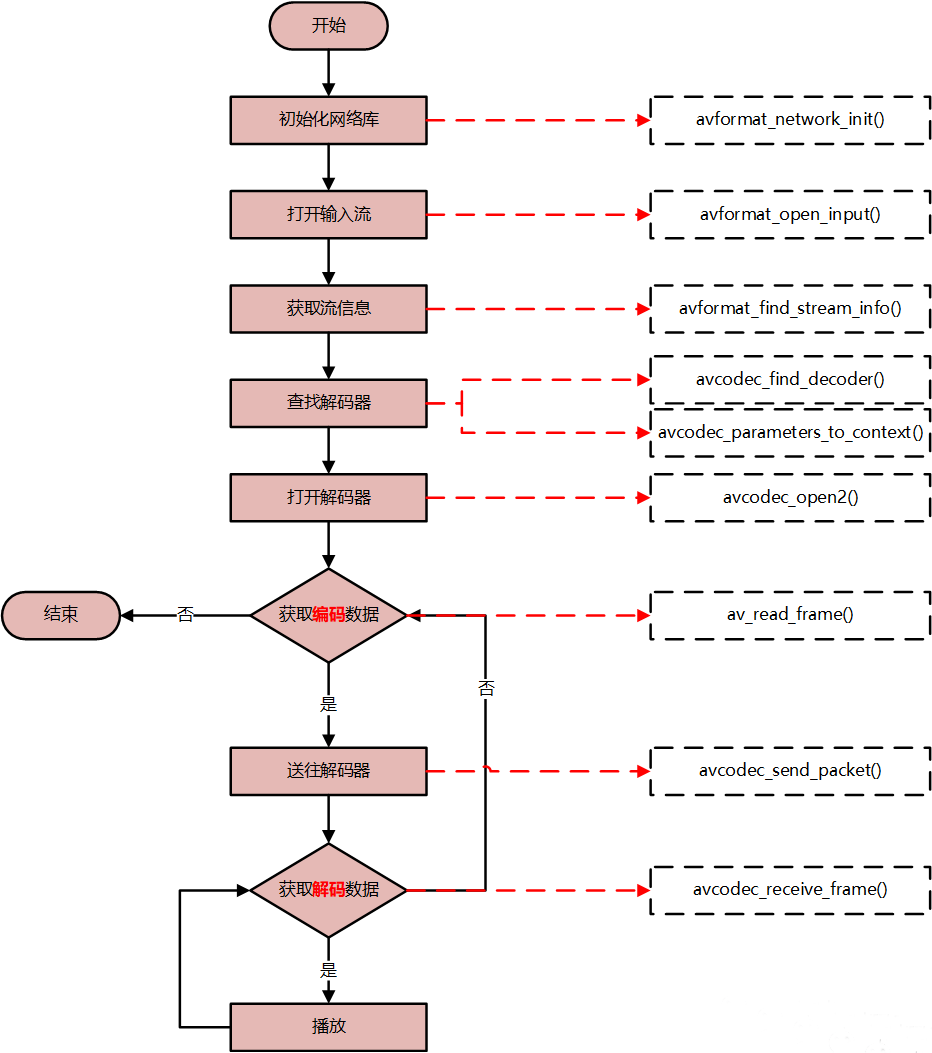 开始
初始化网络库
avformat_network_init()
打开输入流
avformat_open_input()
获取流信息
avformat_find_stream_info()
查找解码器
avcodec_find_decoder()
avcodec_parameters_to_context()
打开解码器
avcodec_open2()
结束
否
获取编码数据
av_read_frame()
否
是
送往解码器
avcodec_send_packet()
获取解码数据
avcodec_receive_frame()
是
播放